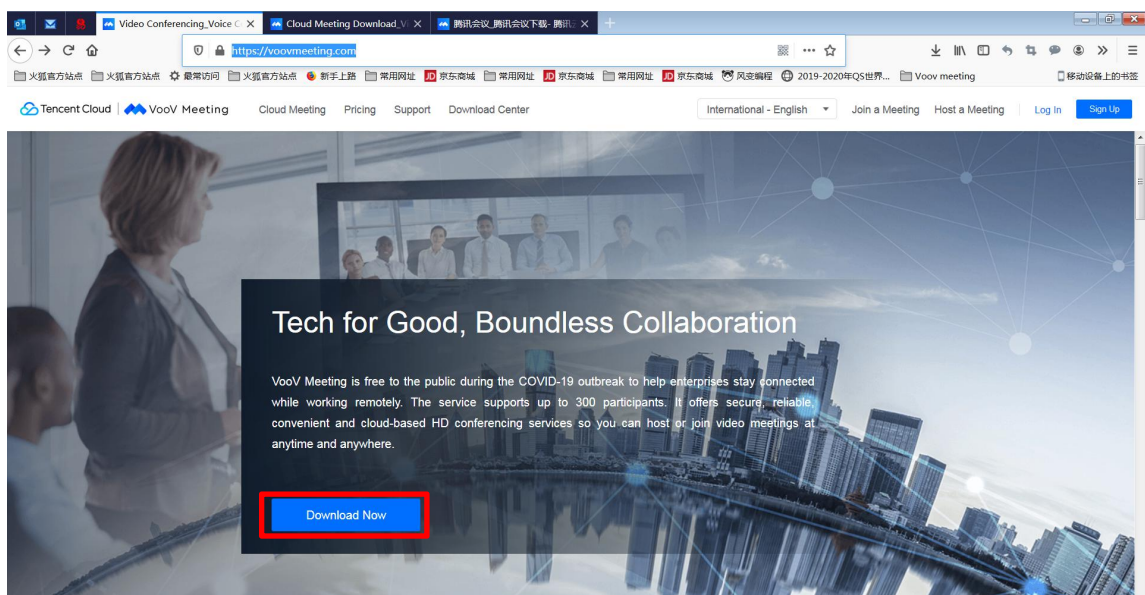 Video Conferencing_Voice C
Cloud Meeting Download_V
腾讯会议_腾讯会议下载- 腾讯
https://voovmeeting.com
火狐官方站点
火狐官方站点
最常访问
火狐官方站点
新手上路
常用网址
JD 京东商城
常用网址
JD 京东商城
常用网址
JD 京东商城
风变编程
2019-2020年QS世界...
Voov meeting
移动设备上的书签
Tencent Cloud
VooV Meeting
Cloud Meeting
Pricing
Support
Download Center
International - English
Join a Meeting
Host a Meeting
Log In
Sign Up
Tech for Good, Boundless Collaboration
VooV Meeting is free to the public during the COVID-19 outbreak to help enterprises stay connected
while working remotely. The service supports up to 300 participants. It offers secure, reliable,
convenient and cloud-based HD conferencing services so you can host or join video meetings at
anytime and anywhere.
Download Now